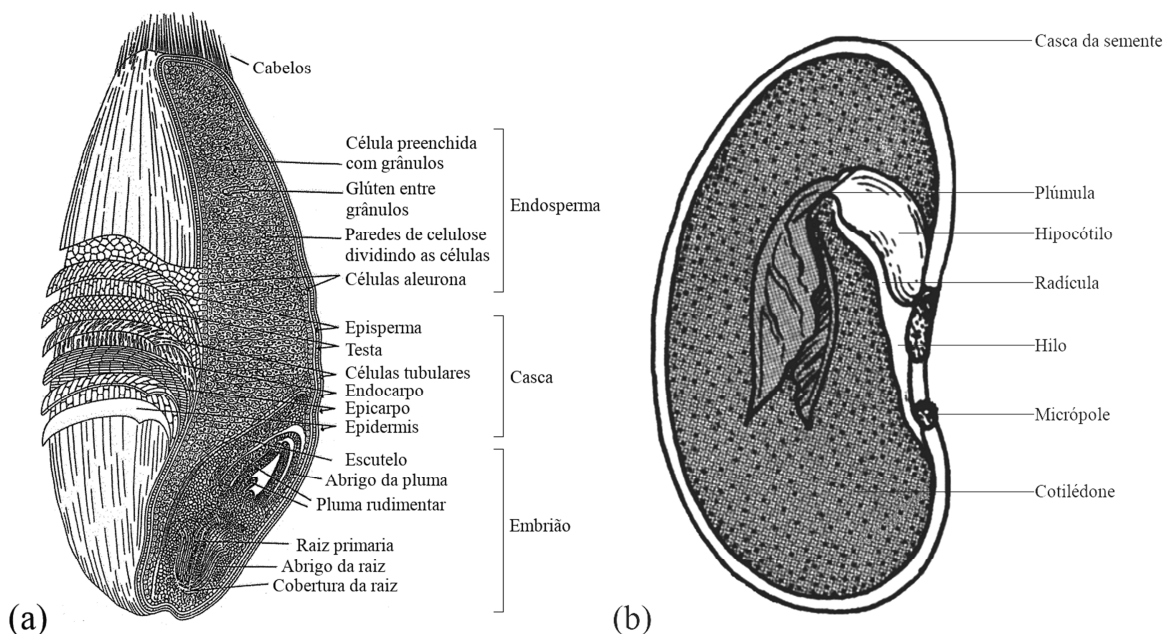 Cabelos
Célula preenchida
com grânulos
Glúten entre
grânulos
Paredes de celulose
dividindo as células
Células aleurona
Endosperma
Episperma
Testa
Células tubulares
Endocarpo
Epicarpo
Epidermis
Casca
Escutelo
Abrigo da pluma
Pluma rudimentar
Raiz primaria
Abrigo da raiz
Cobertura da raiz
Embrião
(a)
Casca da semente
Plúmula
Hipocótilo
Radícula
Hilo
Micrópole
Cotilédone
(b)